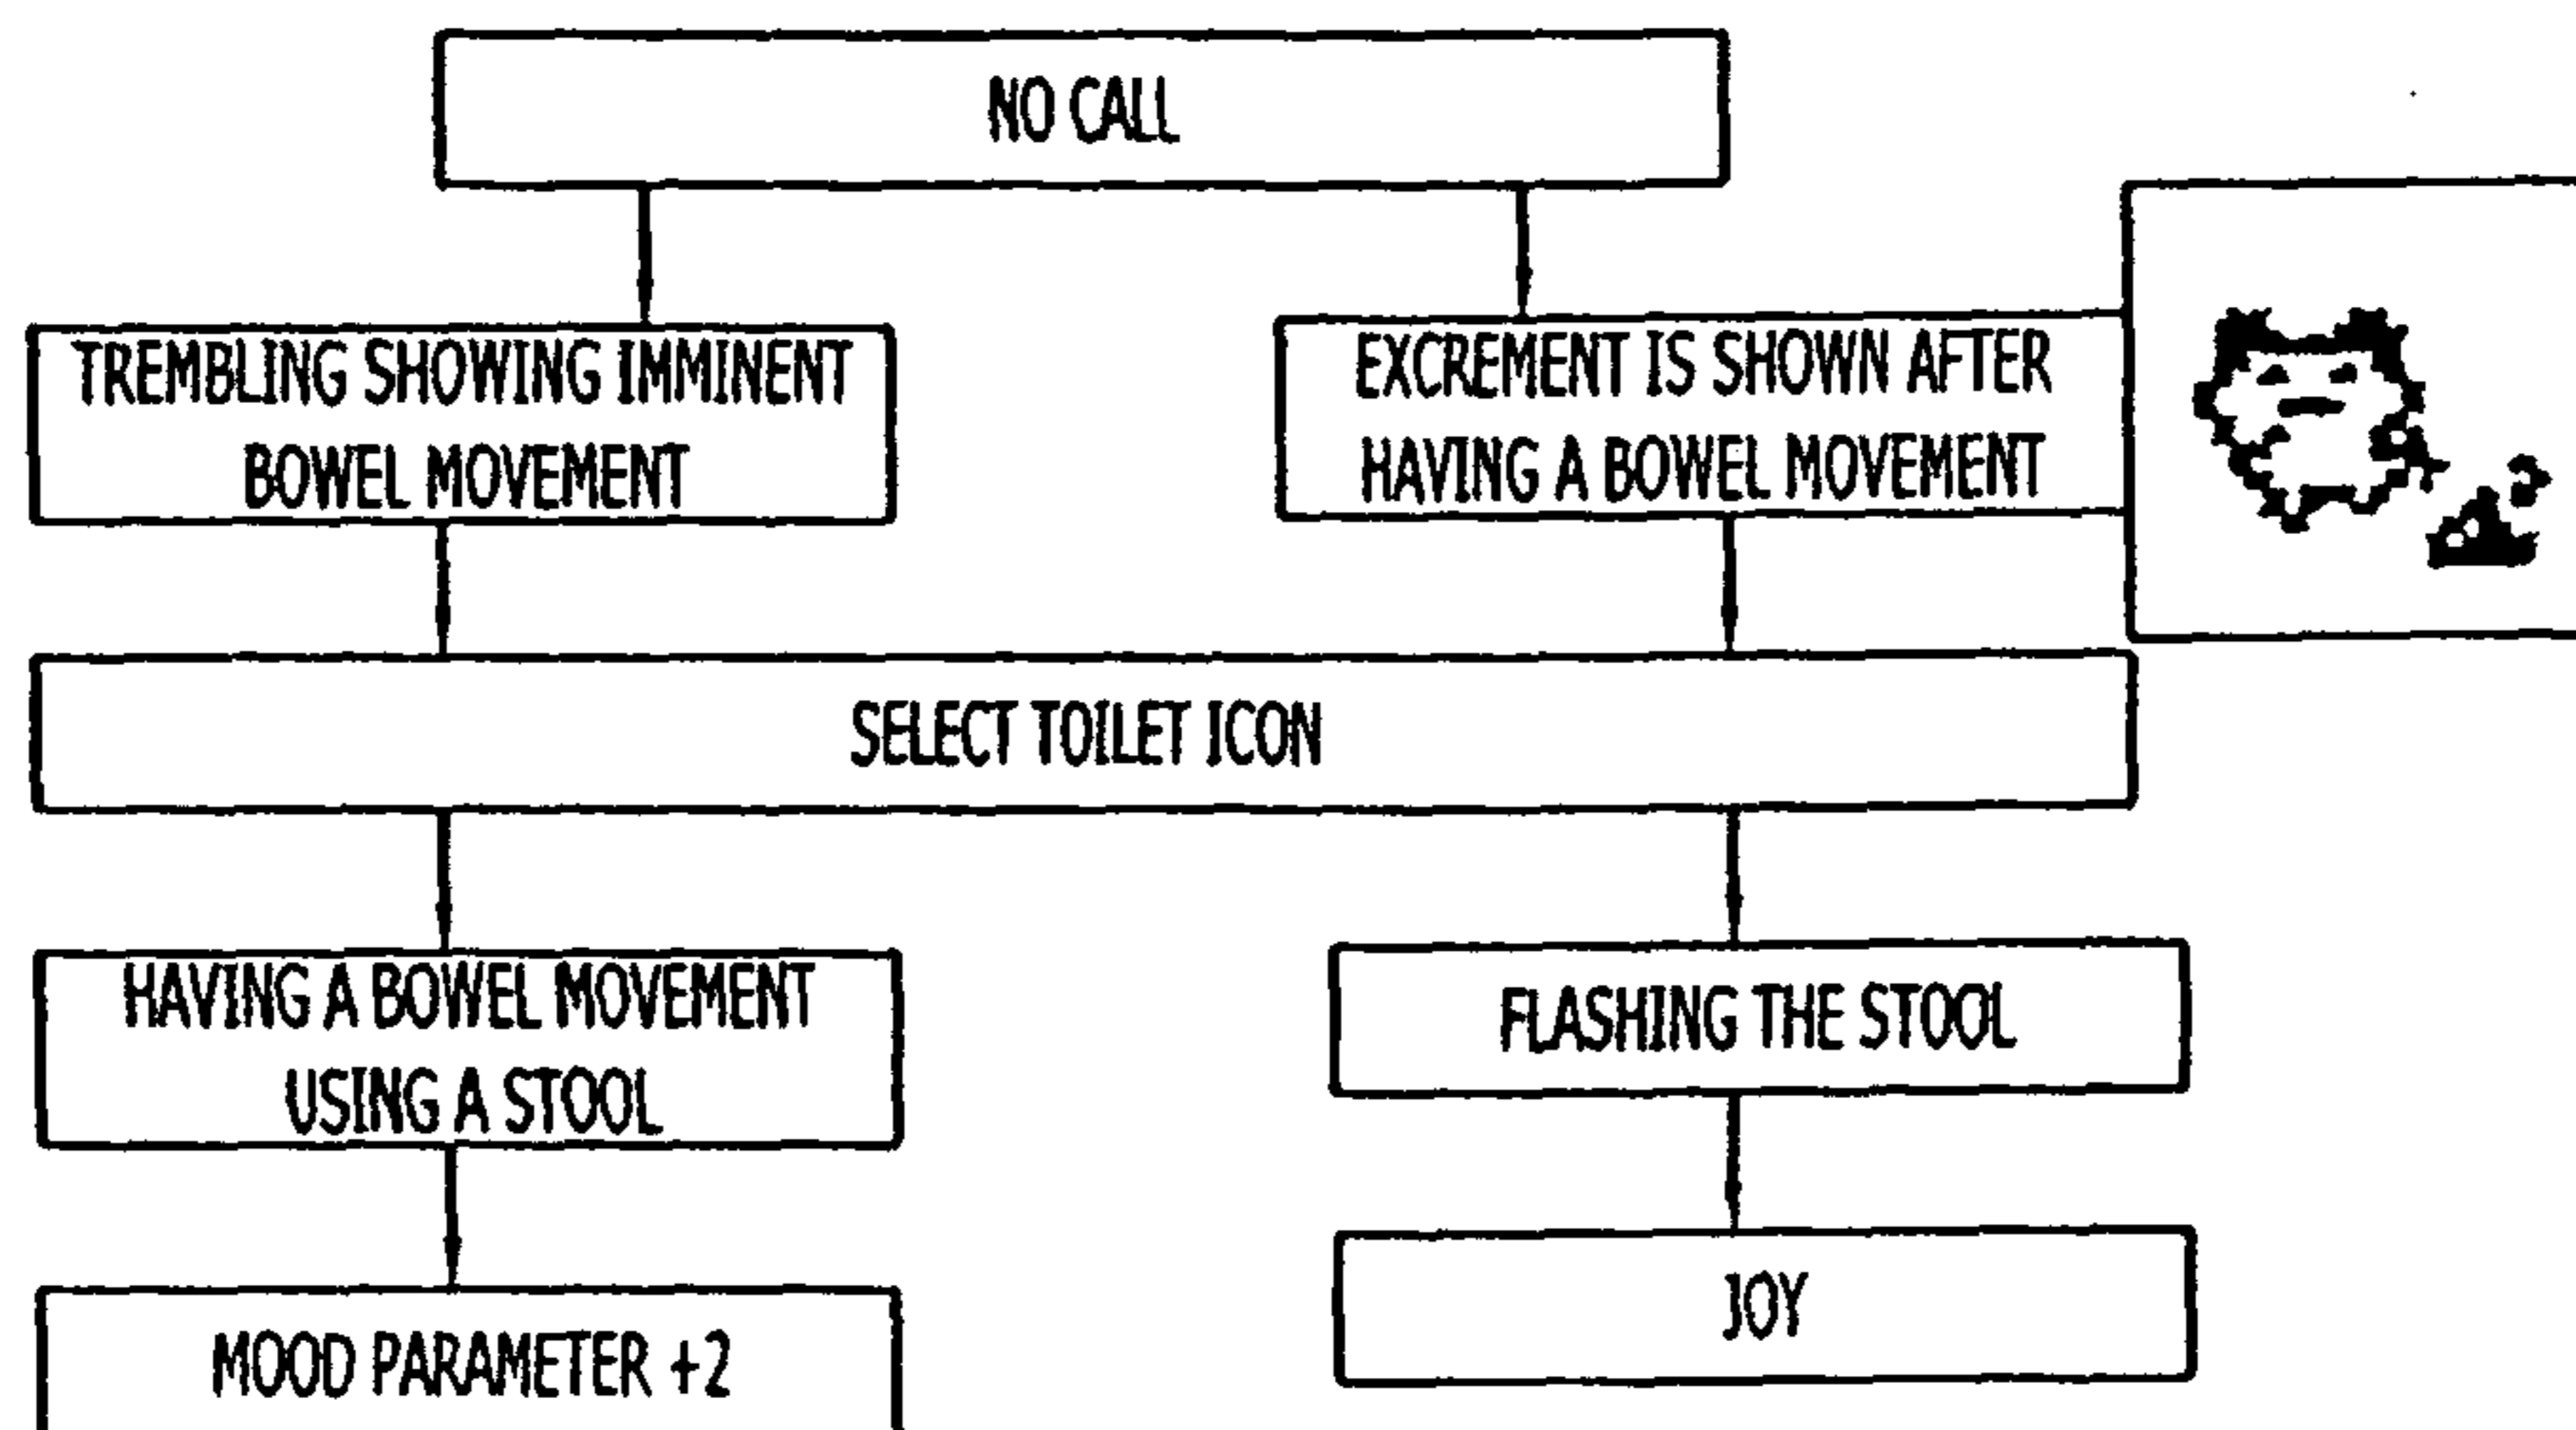 NO CALL
TREMBLING SHOWING IMMINENT
BOWEL MOVEMENT
EXCREMENT IS SHOWN AFTER
HAVING A BOWEL MOVEMENT
SELECT TOILET ICON
HAVING A BOWEL MOVEMENT
USING A STOOL
FLASHING THE STOOL
MOOD PARAMETER +2
JOY